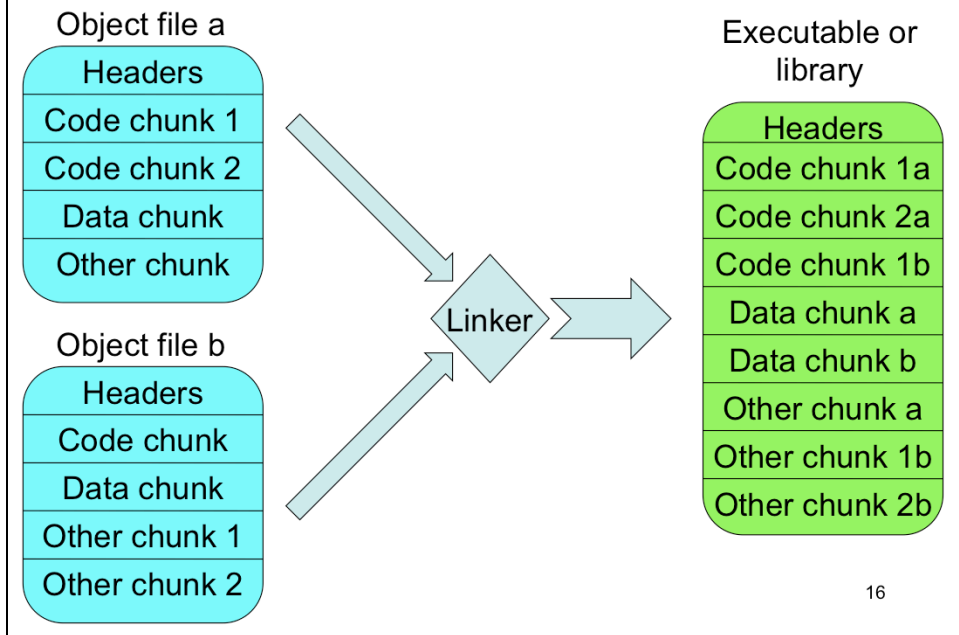 Object file a
Headers
Code chunk 1
Code chunk 2
Data chunk
Other chunk
Object file b
Headers
Code chunk
Data chunk
Other chunk 1
Other chunk 2
Linker
Executable or
library
Headers
Code chunk 1a
Code chunk 2a
Code chunk 1b
Data chunk a
Data chunk b
Other chunk a
Other chunk 1b
Other chunk 2b
16